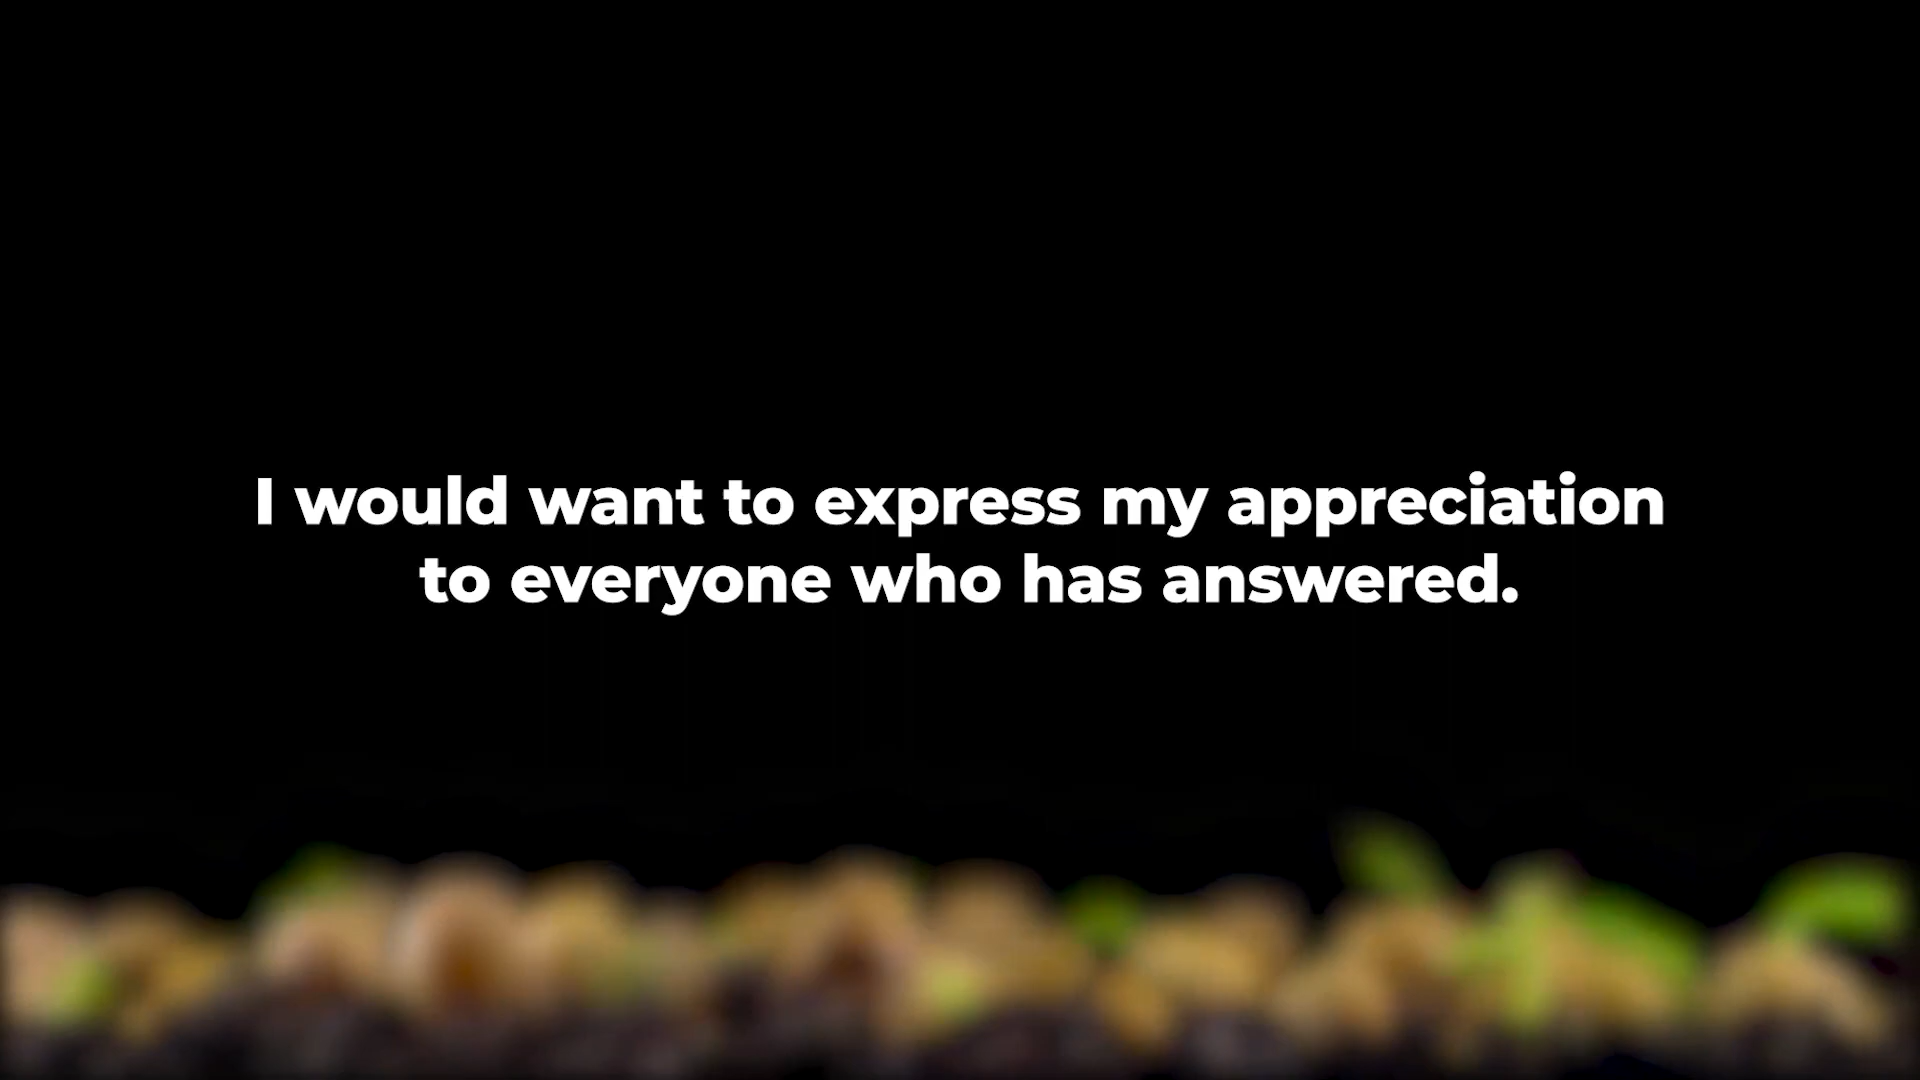 I would want to express my appreciation
to everyone who has answered.